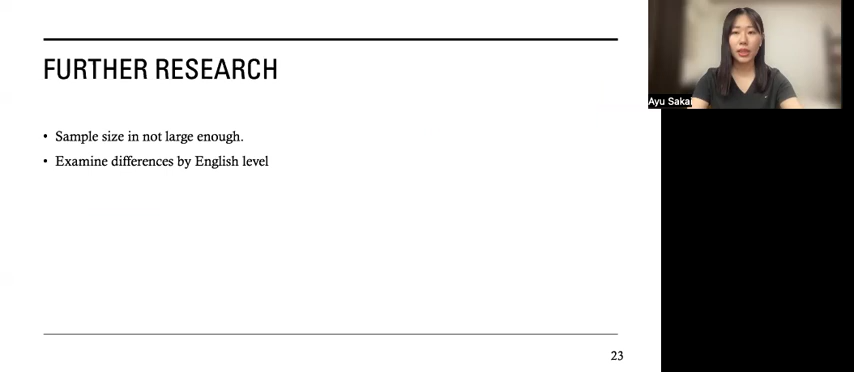 FURTHER RESEARCH
• Sample size in not large enough.
• Examine differences by English level
23
Ayu Sakai